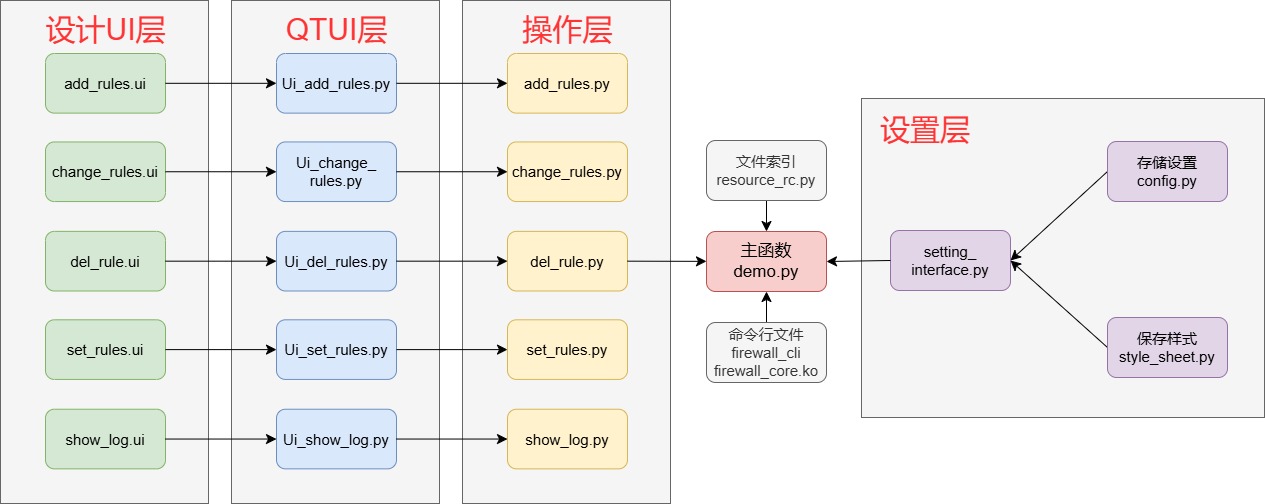 设计UI层
QTUI层
操作层
add_rules.ui
Ui_add_rules.py
add_rules.py
change_rules.ui
Ui_change_
rules.py
change_rules.py
del_rule.ui
Ui_del_rules.py
del_rule.py
set_rules.ui
Ui_set_rules.py
set_rules.py
show_log.ui
Ui_show_log.py
show_log.py
文件索引
resource_rc.py
主函数
demo.py
命令行文件
firewall_cli
firewall_core.ko
设置层
setting_
interface.py
存储设置
config.py
保存样式
style_sheet.py